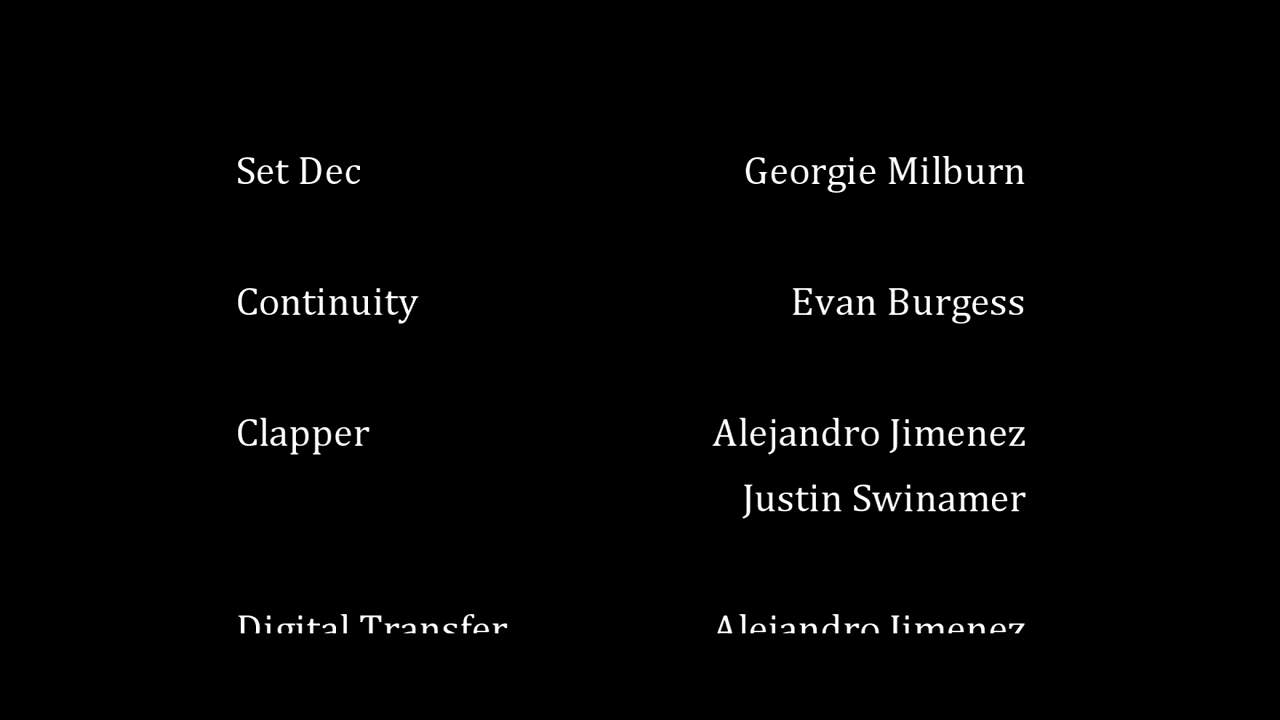 Set Dec Georgie Milburn
Continuity Evan Burgess
Clapper Alejandro Jimenez
Justin Swinamer
Digital Transfer Alejandro Jimenez